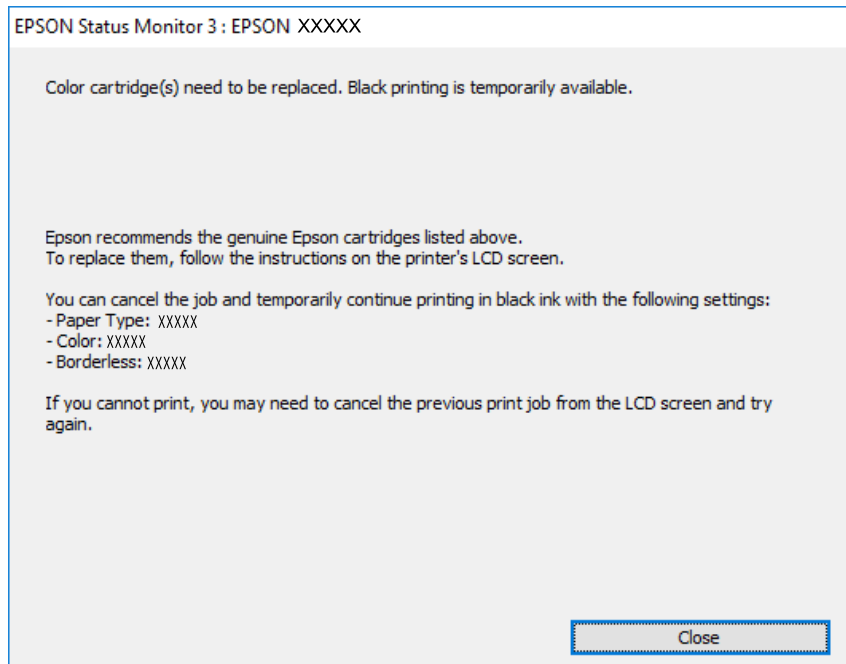 EPSON Status Monitor 3 : EPSON XXXXX
Color cartridge(s) need to be replaced. Black printing is temporarily available.
Epson recommends the genuine Epson cartridges listed above.
To replace them, follow the instructions on the printer's LCD screen.
You can cancel the job and temporarily continue printing in black ink with the following settings:
- Paper Type: XXXXX
- Color: XXXXX
- Borderless: XXXXX
If you cannot print, you may need to cancel the previous print job from the LCD screen and try
again.
Close